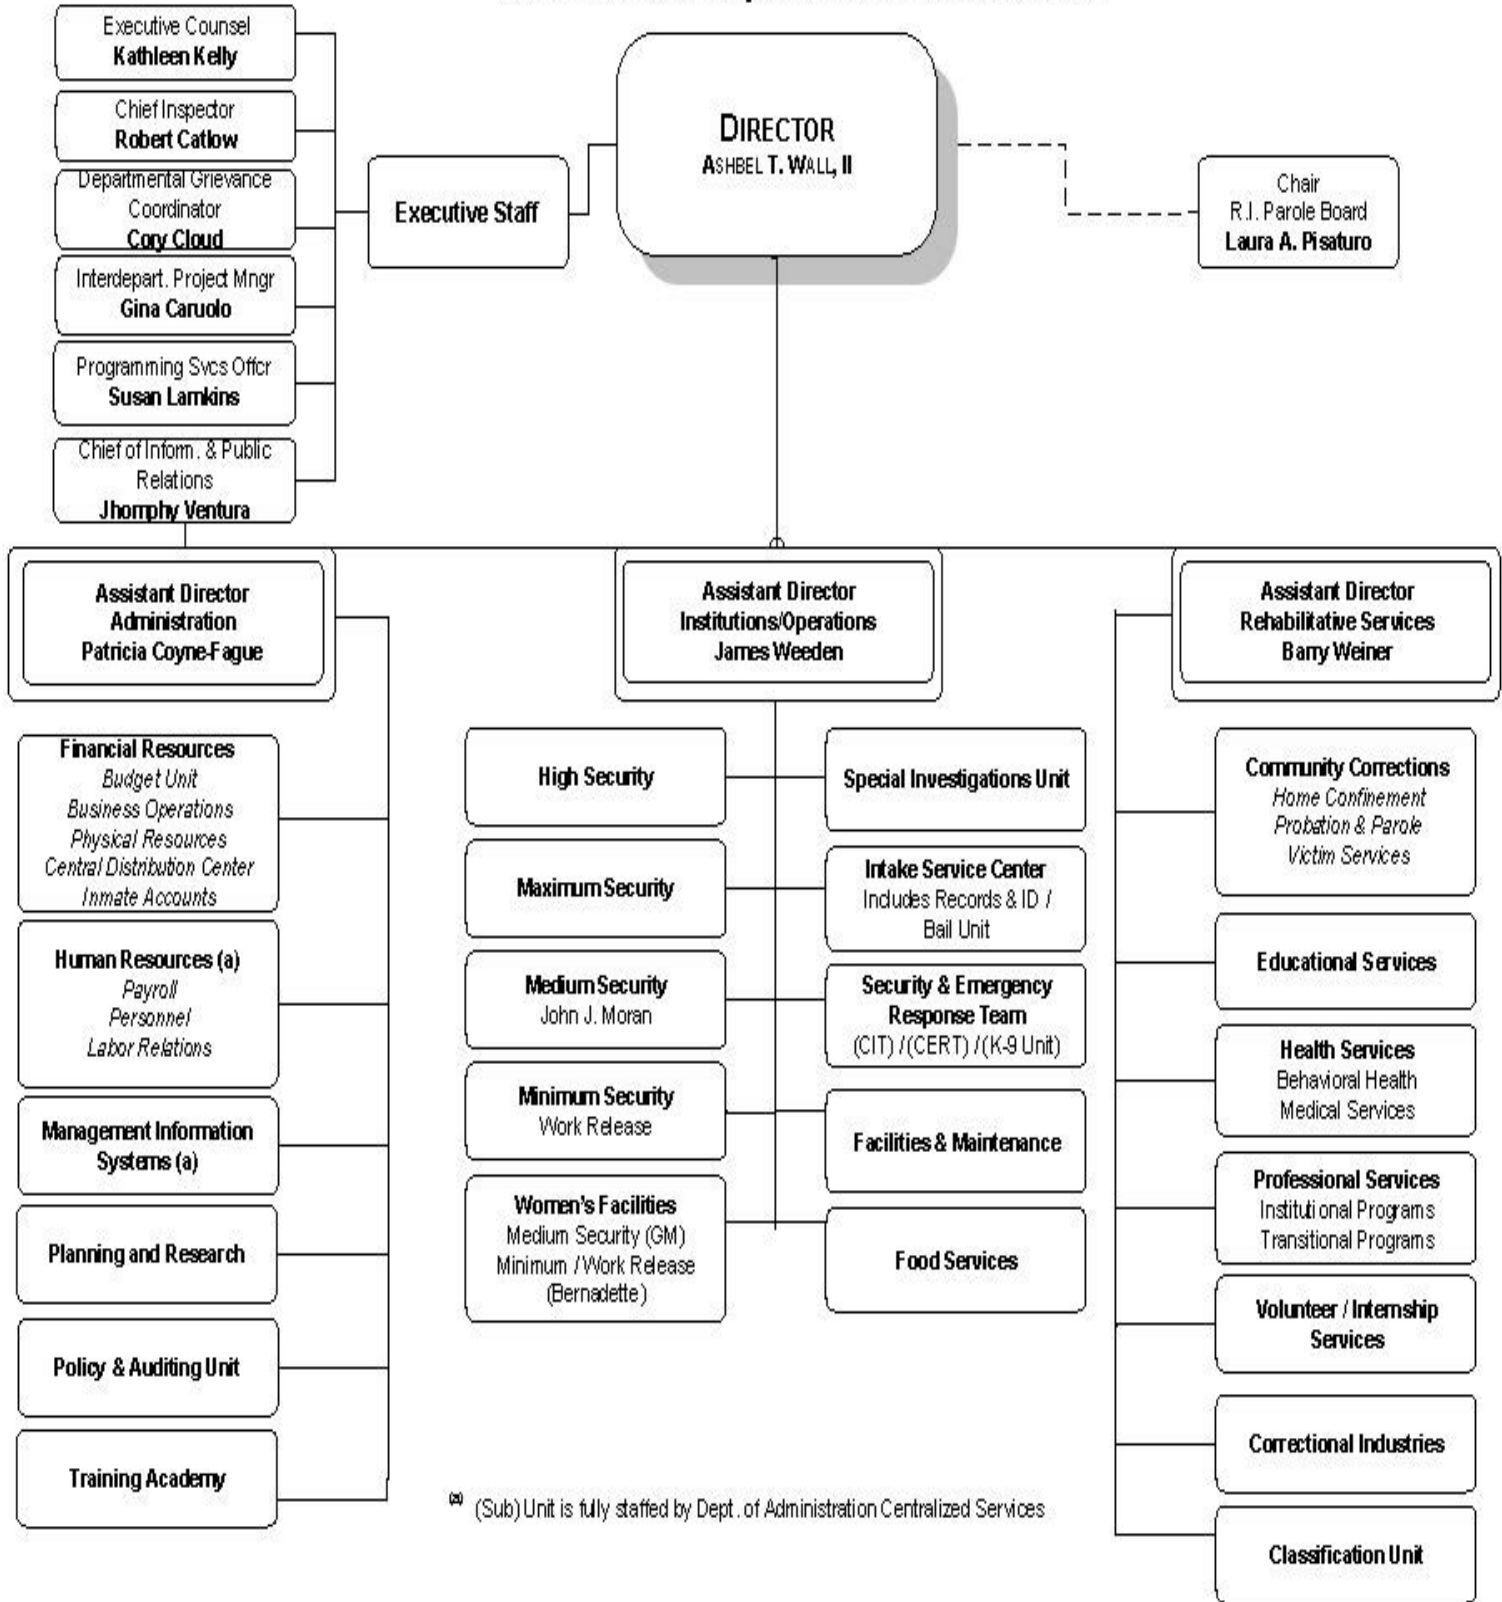 Executive Counsel
Kathleen Kelly
Chief Inspector
Robert Catlow
Departmental Grievance
Coordinator
Cory Cloud
Interdepart. Project Mngr
Gina Caruolo
Programming Svcs Offcr
Susan Lamkins
Chief of Inform. & Public
Relations
Jhomphy Ventura
Executive Staff
DIRECTOR
ASHBEL T. WALL, II
Chair
R.I. Parole Board
Laura A. Pisaturo
Assistant Director
Administration
Patricia Coyne-Fague
Financial Resources
Budget Unit
Business Operations
Physical Resources
Central Distribution Center
Inmate Accounts
Human Resources (a)
Payroll
Personnel
Labor Relations
Management Information
Systems (a)
Planning and Research
Policy & Auditing Unit
Training Academy
Assistant Director
Institutions/Operations
James Weeden
High Security
Maximum Security
Medium Security
John J. Moran
Minimum Security
Work Release
Women's Facilities
Medium Security (GM)
Minimum / Work Release
(Bernadette)
Special Investigations Unit
Intake Service Center
Includes Records & ID /
Bail Unit
Security & Emergency
Response Team
(CIT) / (CERT) / (K-9 Unit)
Facilities & Maintenance
Food Services
Assistant Director
Rehabilitative Services
Barry Weiner
Community Corrections
Home Confinement
Probation & Parole
Victim Services
Educational Services
Health Services
Behavioral Health
Medical Services
Professional Services
Institutional Programs
Transitional Programs
Volunteer / Internship
Services
Correctional Industries
Classification Unit
(a) (Sub) Unit is fully staffed by Dept. of Administration Centralized Services